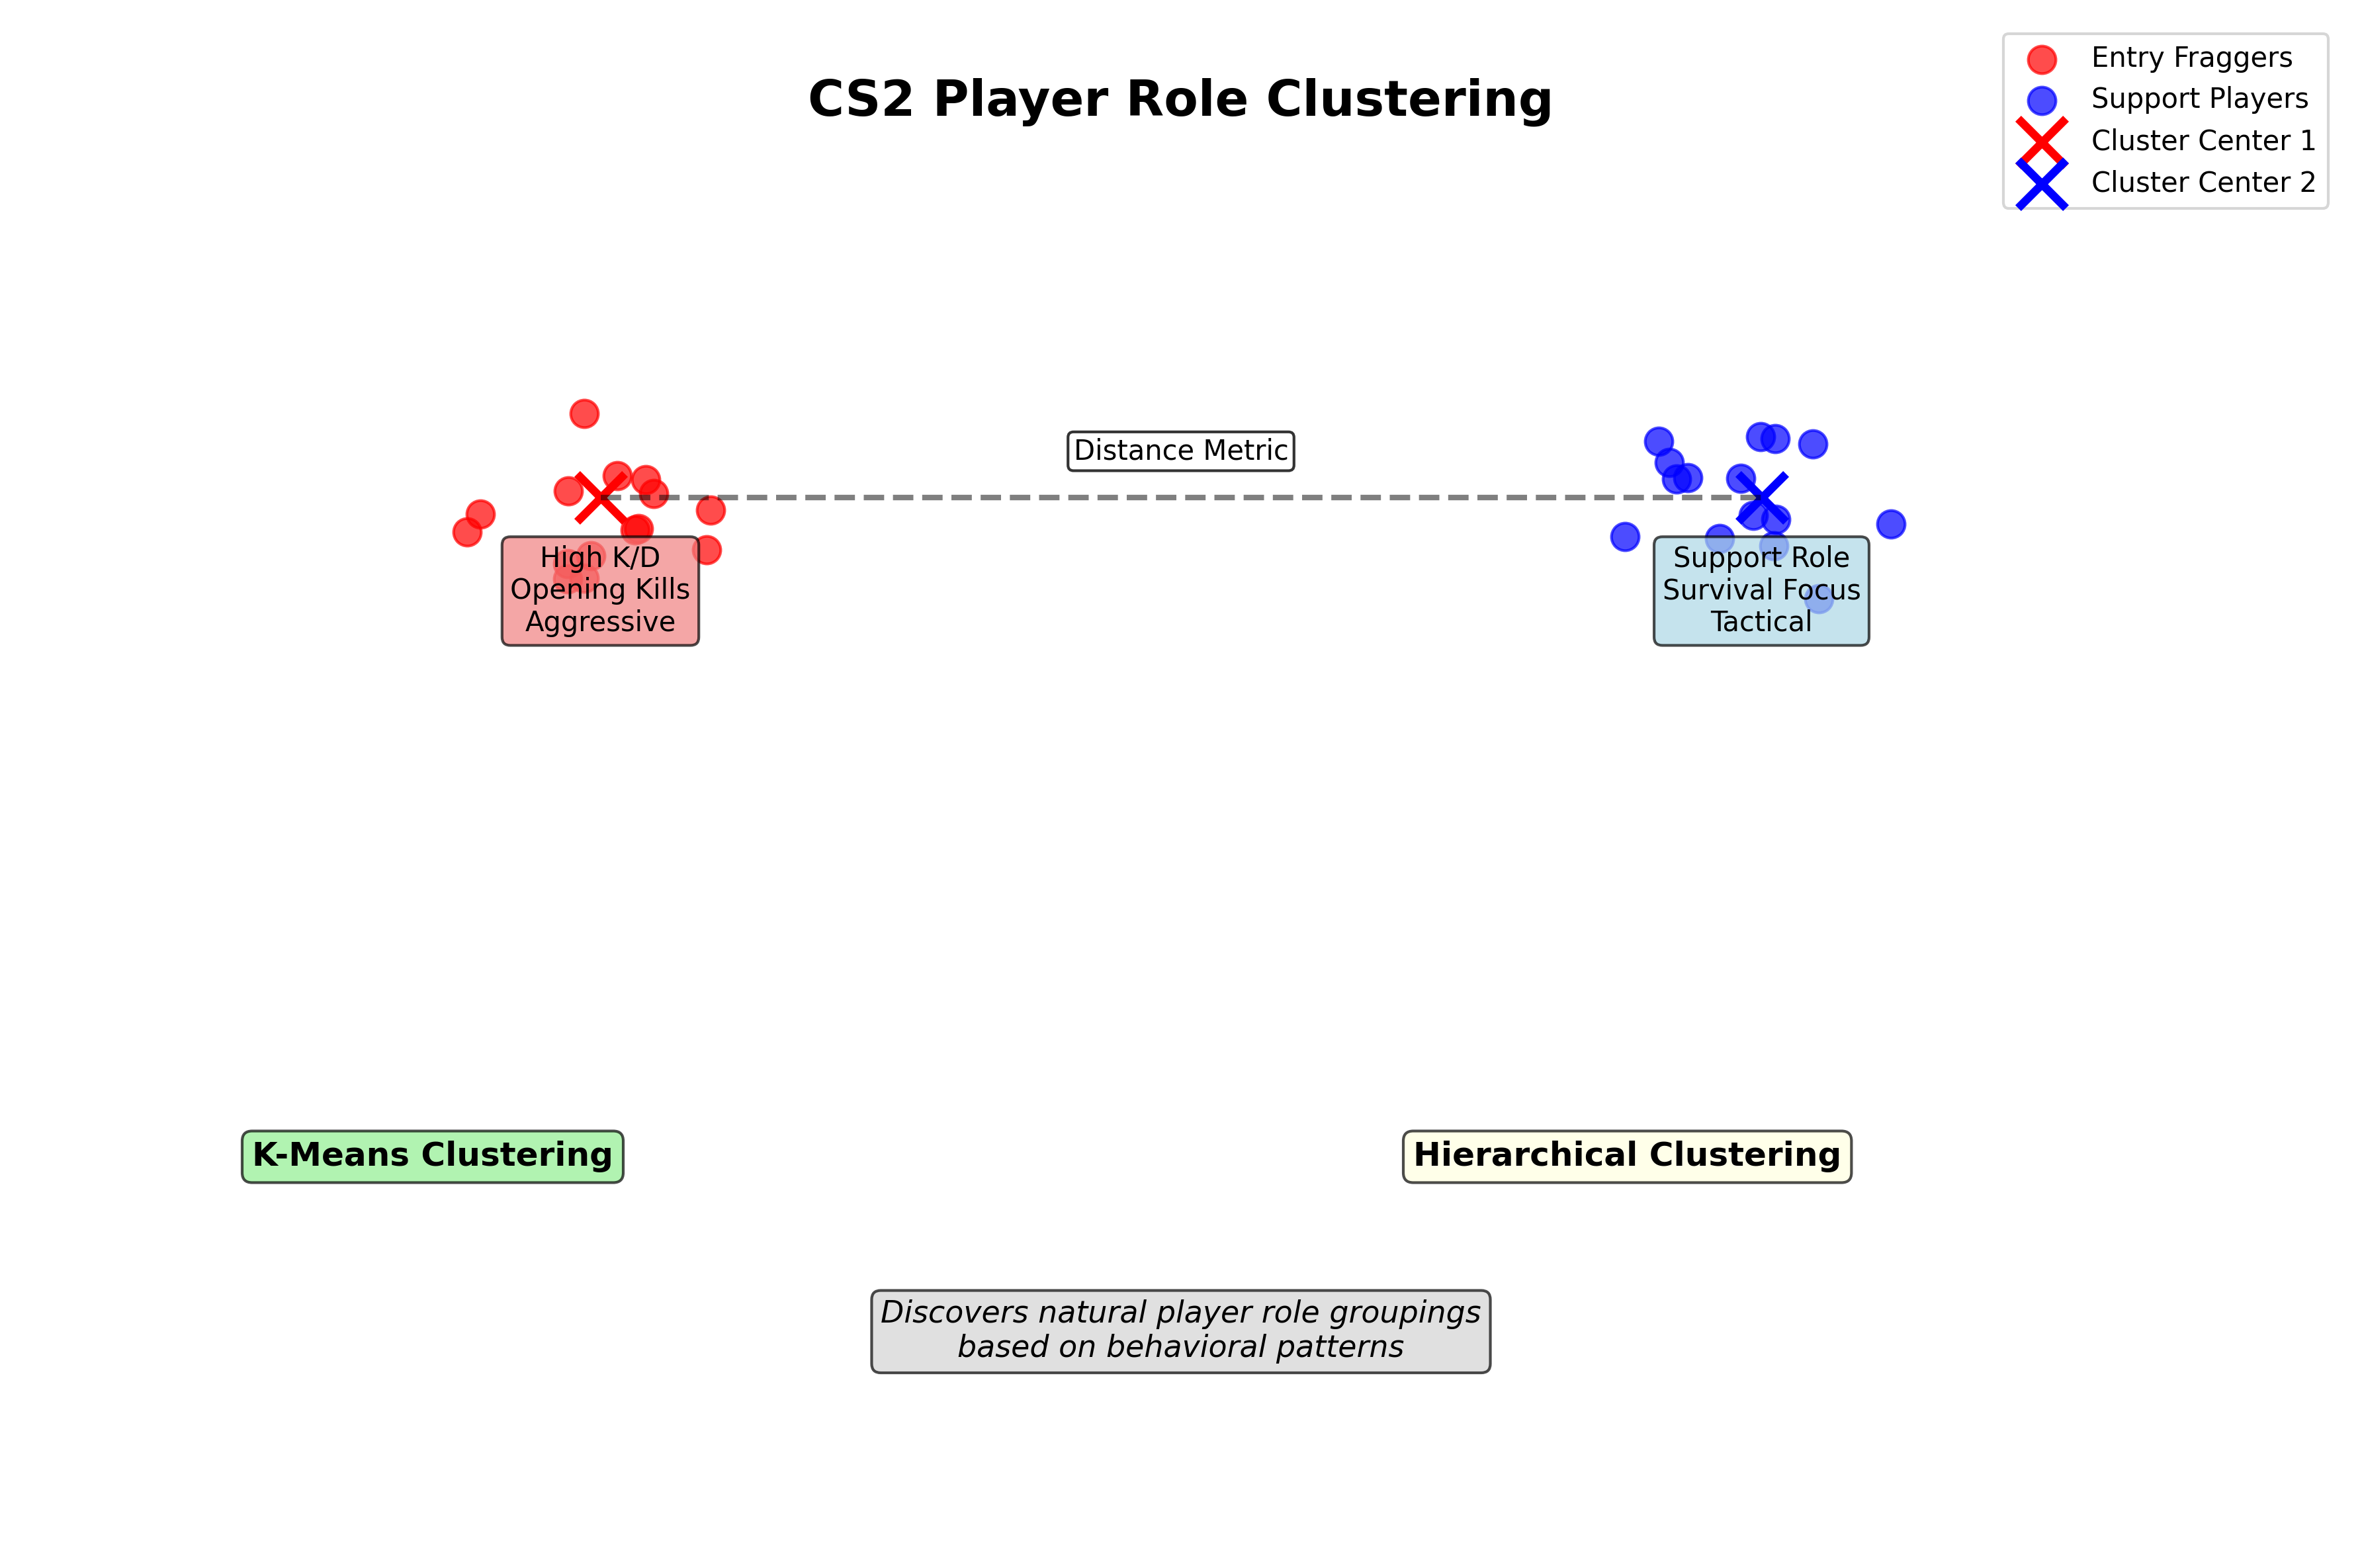 CS2 Player Role Clustering
Entry Fraggers
Support Players
Cluster Center 1
Cluster Center 2
Distance Metric
High K/D
Opening Kills
Aggressive
Support Role
Survival Focus
Tactical
K-Means Clustering
Hierarchical Clustering
Discovers natural player role groupings
based on behavioral patterns